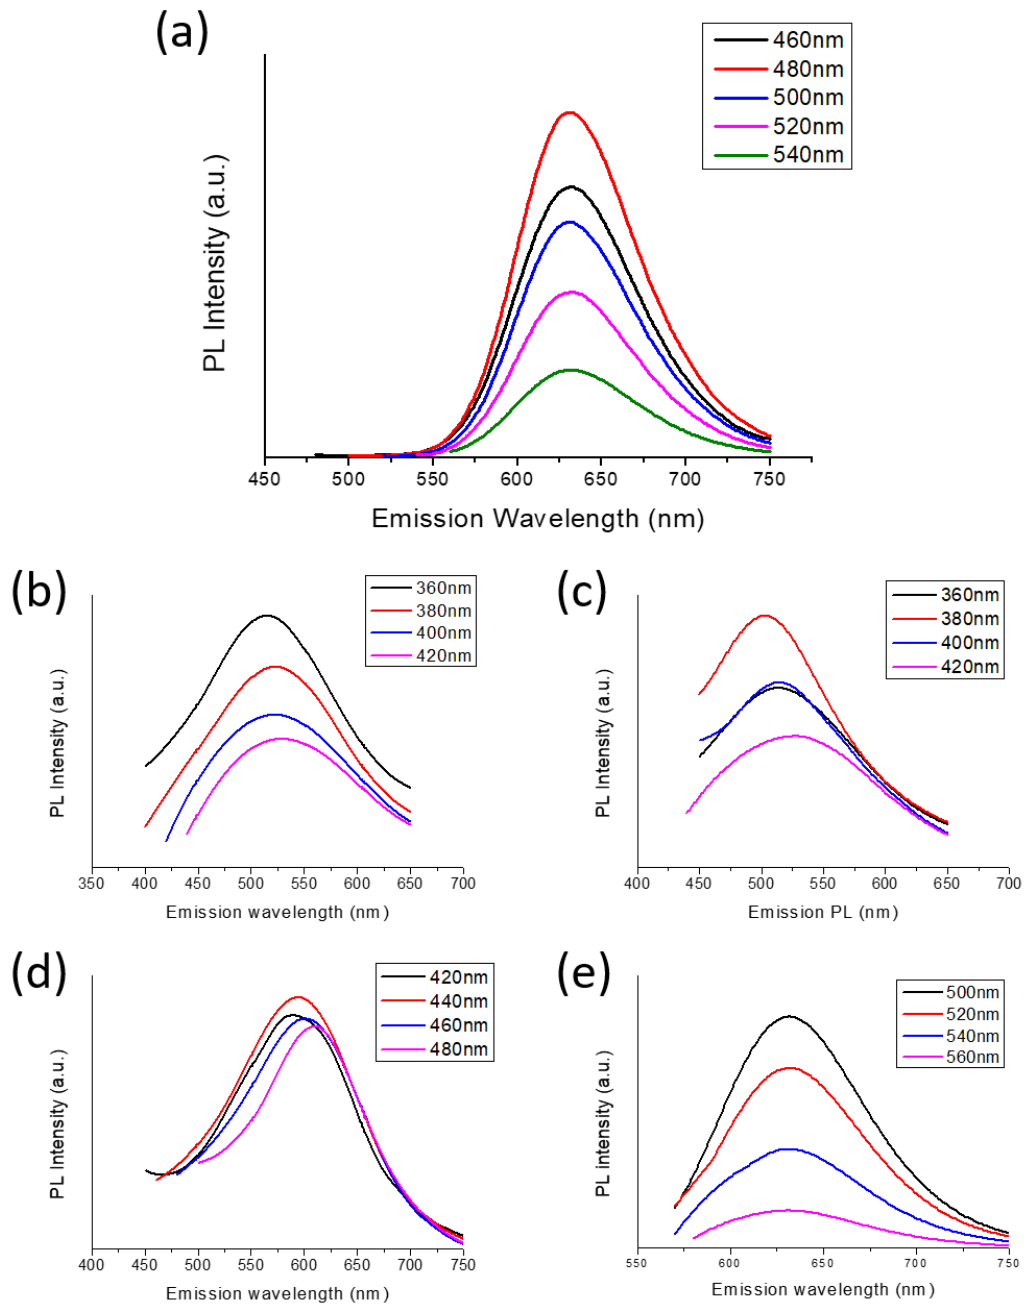 (a)
460nm
480nm
500nm
520nm
540nm
PL Intensity (a.u.)
450 500 550 600 650 700 750
Emission Wavelength (nm)
(b)
360nm
380nm
400nm
420nm
PL Intensity (a.u.)
350 400 450 500 550 600 650 700
Emission wavelength (nm)
(c)
360nm
380nm
400nm
420nm
PL Intensity (a.u.)
400 450 500 550 600 650 700
Emission PL (nm)
(d)
420nm
440nm
460nm
480nm
PL Intensity (a.u.)
400 450 500 550 600 650 700 750
Emission wavelength (nm)
(e)
500nm
520nm
540nm
560nm
PL intensity (a.u.)
550 600 650 700 750
Emission wavelength (nm)